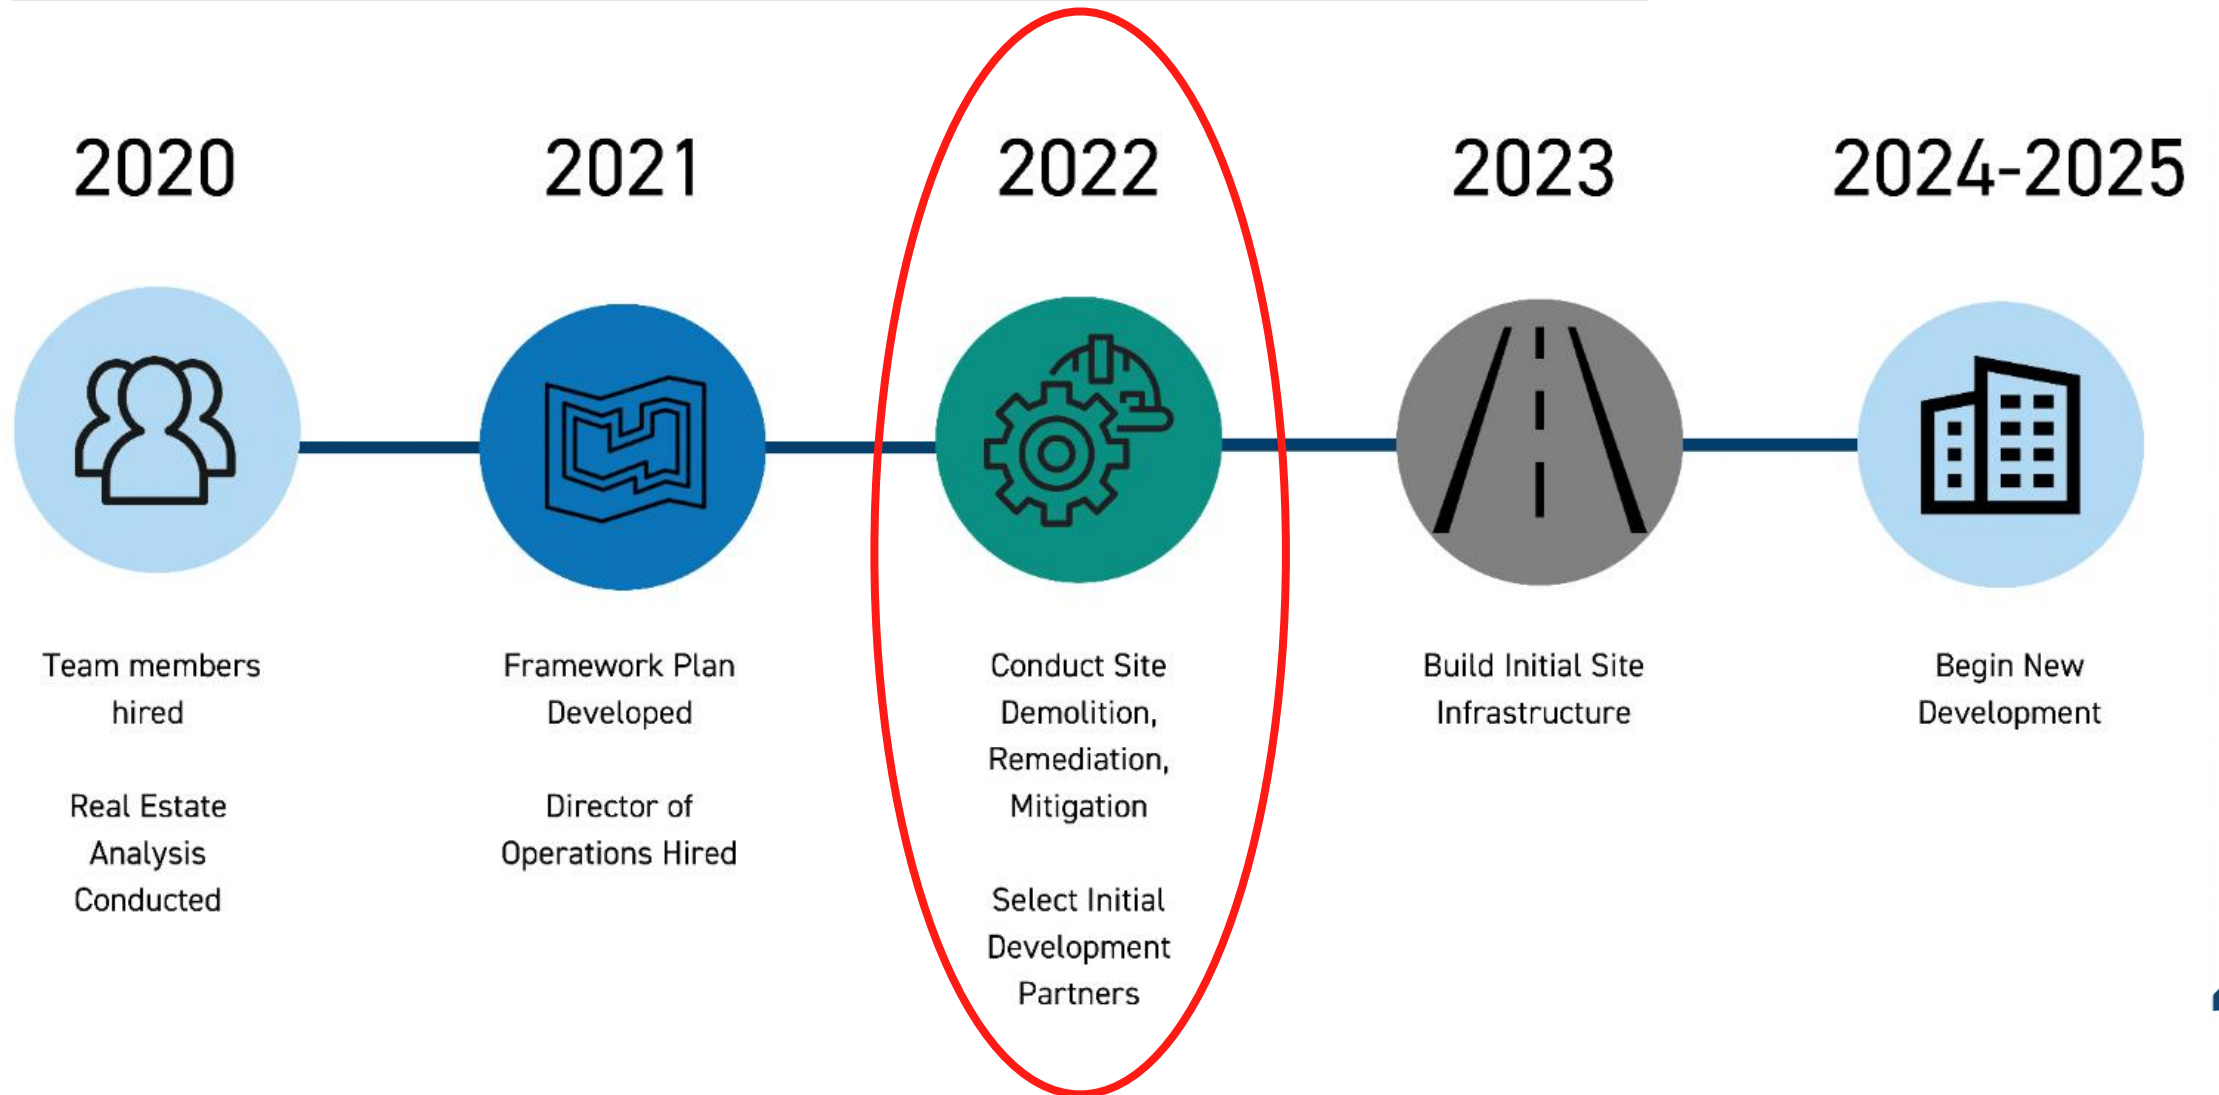 2020
Team members
hired
Real Estate
Analysis
Conducted
2021
Framework Plan
Developed
Director of
Operations Hired
2022
Conduct Site
Demolition,
Remediation,
Mitigation
Select Initial
Development
Partners
2023
Build Initial Site
Infrastructure
2024-2025
Begin New
Development